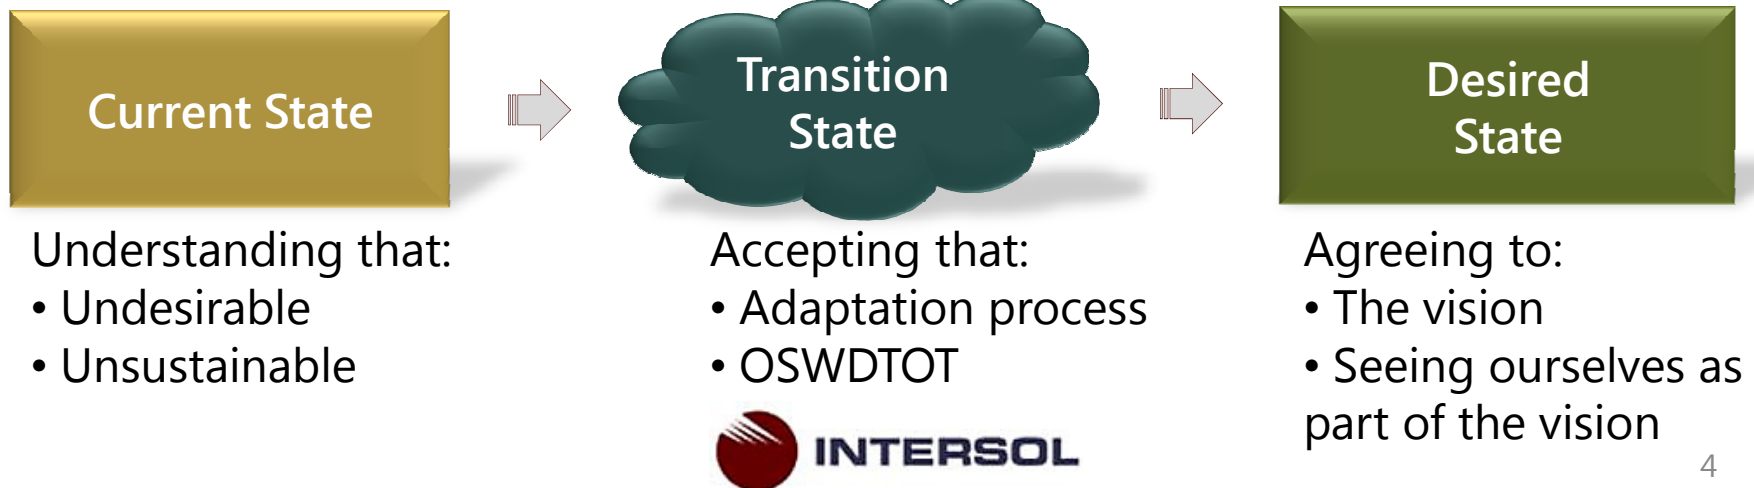 Current State
Transition
State
Desired
State
Understanding that:
• Undesirable
• Unsustainable
Accepting that:
• Adaptation process
• OSWDTOT
Agreeing to:
• The vision
• Seeing ourselves as
part of the vision
INTERSOL
4